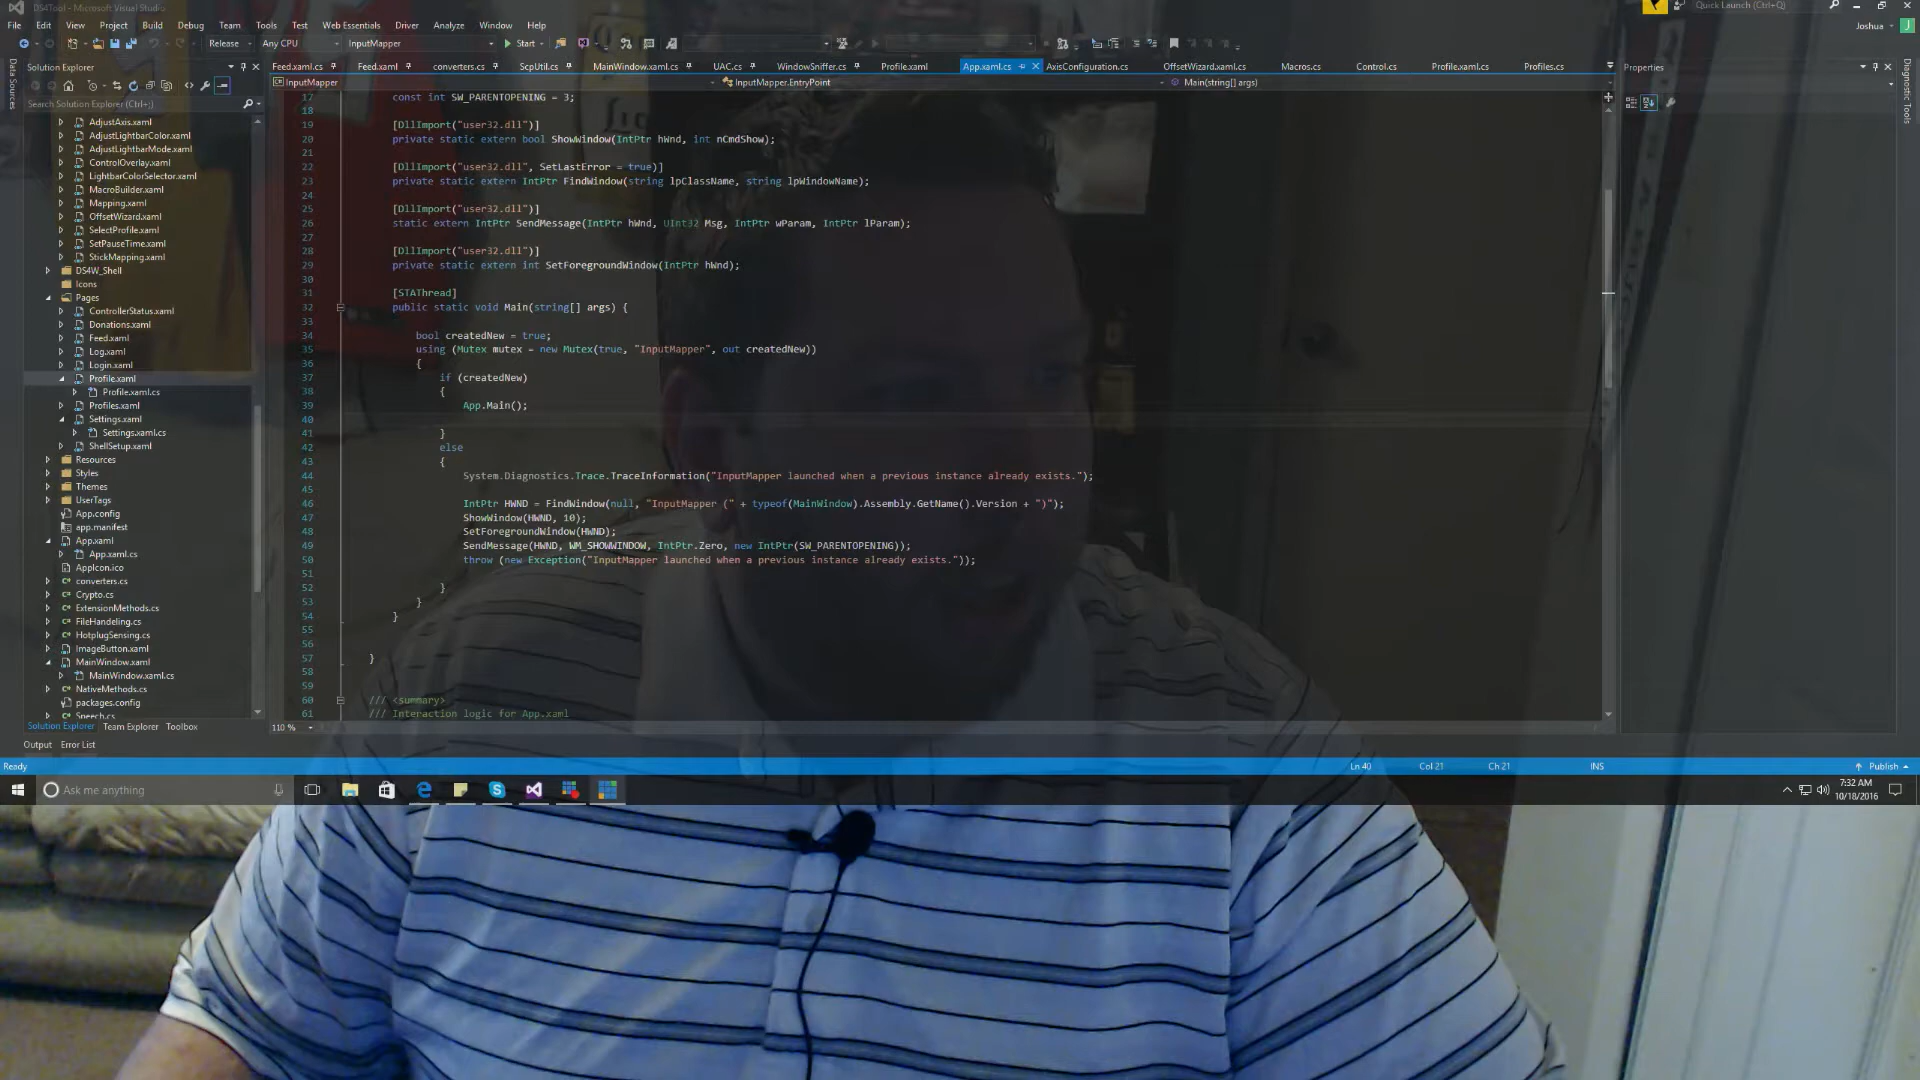 DS4Tool - Microsoft Visual Studio
Quick Launch (Ctrl+Q)
File Edit View Project Build Debug Team Tools Test Web Essentials Driver Analyze Window Help
Joshua
J
Release Any CPU InputMapper Start
Data Sources
Solution Explorer
Feed.xaml.cs Feed.xaml converters.cs ScpUtil.cs MainWindow.xaml.cs UAC.cs WindowSniffer.cs Profile.xaml App.xaml.cs AxisConfiguration.cs OffsetWizard.xaml.cs Macros.cs Control.cs Profile.xaml.cs Profiles.cs
Properties
Diagnostic Tools
InputMapper InputMapper.EntryPoint Main(string[] args)
Search Solution Explorer (Ctrl+;)
AdjustAxis.xaml
AdjustLightbarColor.xaml
AdjustLightbarMode.xaml
ControlOverlay.xaml
LightbarColorSelector.xaml
MacroBuilder.xaml
Mapping.xaml
OffsetWizard.xaml
SelectProfile.xaml
SetPauseTime.xaml
StickMapping.xaml
DS4W_Shell
Icons
Pages
ControllerStatus.xaml
Donations.xaml
Feed.xaml
Log.xaml
Login.xaml
Profile.xaml
Profile.xaml.cs
Profiles.xaml
Settings.xaml
Settings.xaml.cs
ShellSetup.xaml
Resources
Styles
Themes
UserTags
App.config
app.manifest
App.xaml
App.xaml.cs
AppIcon.ico
converters.cs
Crypto.cs
ExtensionMethods.cs
FileHandeling.cs
HotplugSensing.cs
ImageButton.xaml
MainWindow.xaml
MainWindow.xaml.cs
NativeMethods.cs
packages.config
Speech.cs
Solution Explorer Team Explorer Toolbox
17 const int SW_PARENTOPENING = 3;
18
19 [DllImport("user32.dll")]
20 private static extern bool ShowWindow(IntPtr hWnd, int nCmdShow);
21
22 [DllImport("user32.dll", SetLastError = true)]
23 private static extern IntPtr FindWindow(string lpClassName, string lpWindowName);
24
25 [DllImport("user32.dll")]
26 static extern IntPtr SendMessage(IntPtr hWnd, UInt32 Msg, IntPtr wParam, IntPtr lParam);
27
28 [DllImport("user32.dll")]
29 private static extern int SetForegroundWindow(IntPtr hWnd);
30
31 [STAThread]
32 public static void Main(string[] args) {
33
34 bool createdNew = true;
35 using (Mutex mutex = new Mutex(true, "InputMapper", out createdNew))
36 {
37 if (createdNew)
38 {
39 App.Main();
40
41 }
42 else
43 {
44 System.Diagnostics.Trace.TraceInformation("InputMapper launched when a previous instance already exists.");
45
46 IntPtr HWND = FindWindow(null, "InputMapper (" + typeof(MainWindow).Assembly.GetName().Version + ")");
47 ShowWindow(HWND, 10);
48 SetForegroundWindow(HWND);
49 SendMessage(HWND, WM_SHOWWINDOW, IntPtr.Zero, new IntPtr(SW_PARENTOPENING));
50 throw (new Exception("InputMapper launched when a previous instance already exists."));
51
52 }
53 }
54 }
55
56
57 }
58
59
60 /// <summary>
61 /// Interaction logic for App.xaml
110 %
Output Error List
Ready Ln 40 Col 21 Ch 21 INS Publish
Ask me anything
7:32 AM
10/18/2016